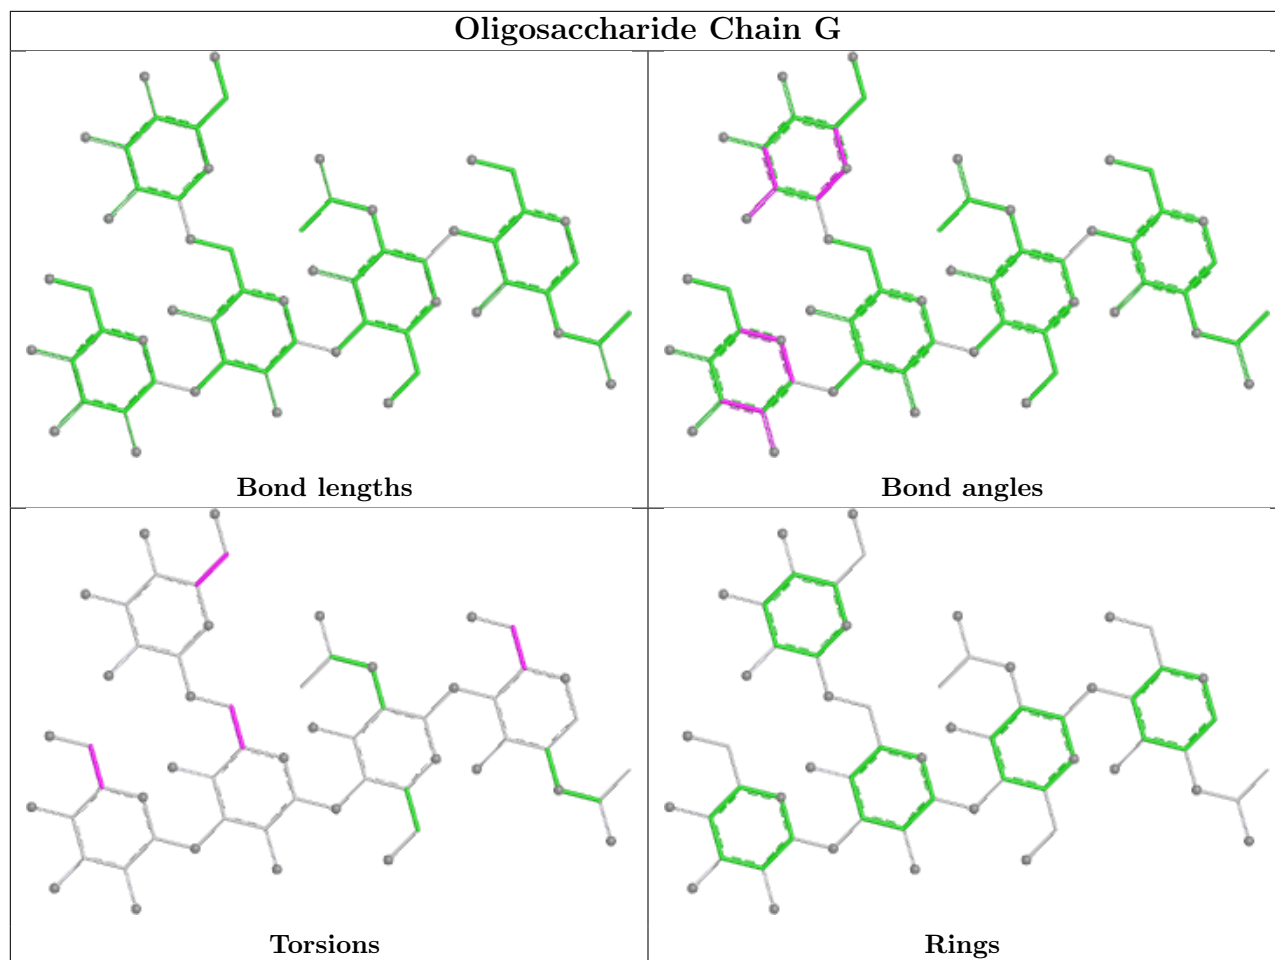 Oligosaccharide Chain G
Bond lengths
Bond angles
Torsions
Rings